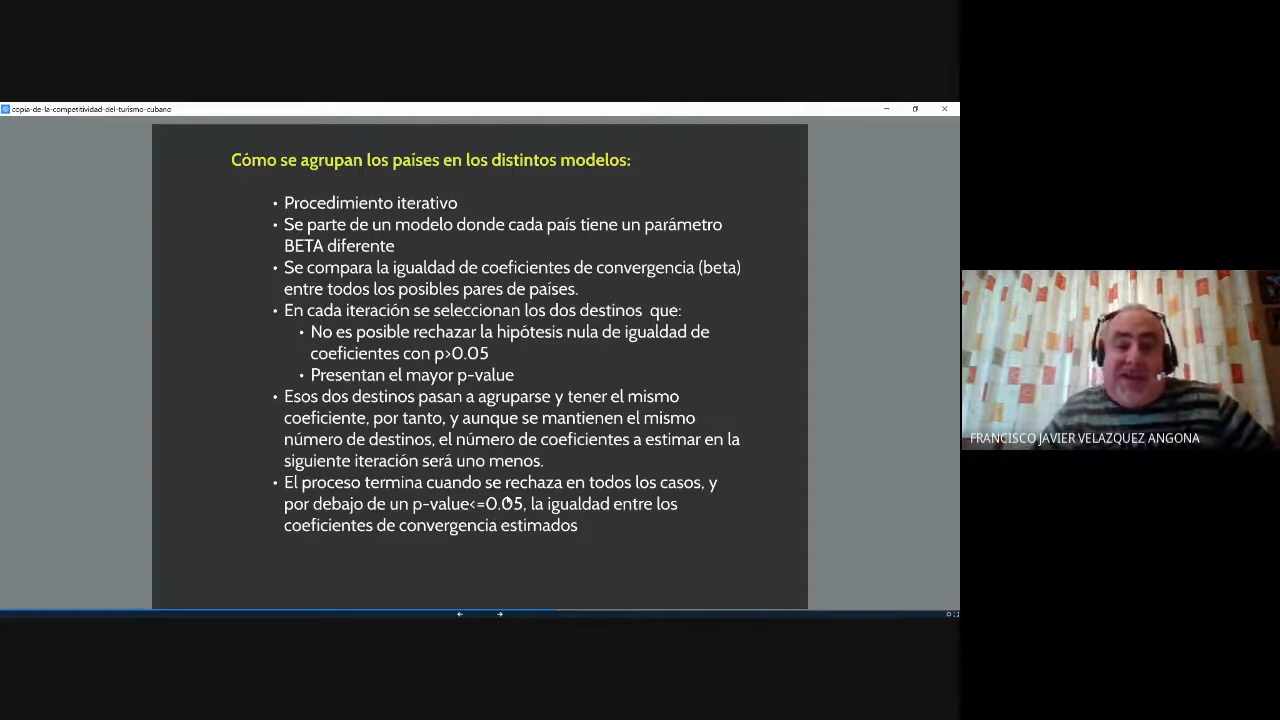 copia-de-la-competitividad-del-turismo-cubano
Cómo se agrupan los países en los distintos modelos:
• Procedimiento iterativo
• Se parte de un modelo donde cada país tiene un parámetro
BETA diferente
• Se compara la igualdad de coeficientes de convergencia (beta)
entre todos los posibles pares de países.
• En cada iteración se seleccionan los dos destinos que:
• No es posible rechazar la hipótesis nula de igualdad de
coeficientes con p>0.05
• Presentan el mayor p-value
• Esos dos destinos pasan a agruparse y tener el mismo
coeficiente, por tanto, y aunque se mantienen el mismo
número de destinos, el número de coeficientes a estimar en la
siguiente iteración será uno menos.
• El proceso termina cuando se rechaza en todos los casos, y
por debajo de un p-value<=0.05, la igualdad entre los
coeficientes de convergencia estimados
FRANCISCO JAVIER VELAZQUEZ ANGONA